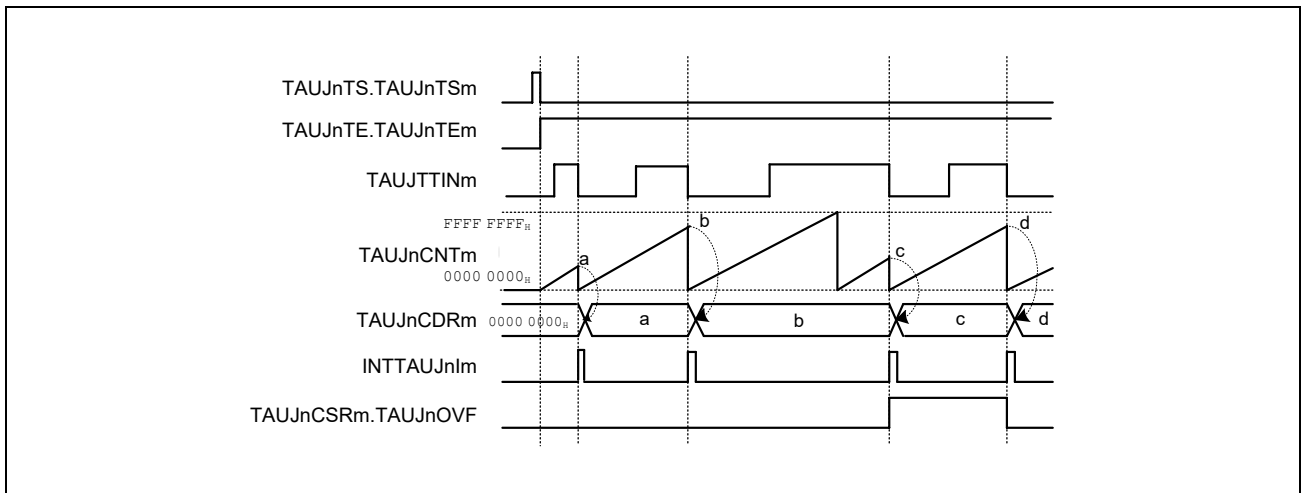 TAUJnTS.TAUJnTSm
TAUJnTE.TAUJnTEm
TAUJTTINm
FFFF FFFFH
TAUJnCNTm
0000 0000H
a
b
c
d
TAUJnCDRm 0000 0000H a b c d
INTTAUJnIm
TAUJnCSRm.TAUJnOVF